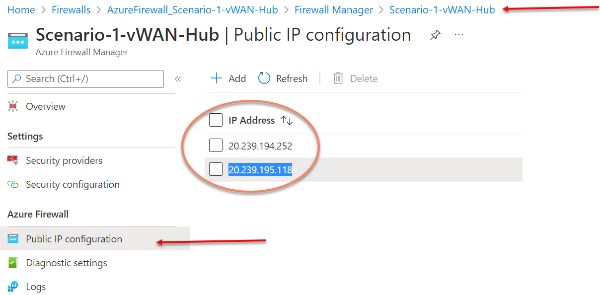 Home > Firewalls > AzureFirewall_Scenario-1-vWAN-Hub > Firewall Manager > Scenario-1-vWAN-Hub
Scenario-1-vWAN-Hub | Public IP configuration
Azure Firewall Manager
Search (Ctrl+/)
Add Refresh Delete
Overview
IP Address
Settings
20.239.194.252
Security providers
20.239.195.118
Security configuration
Azure Firewall
Public IP configuration
Diagnostic settings
Logs